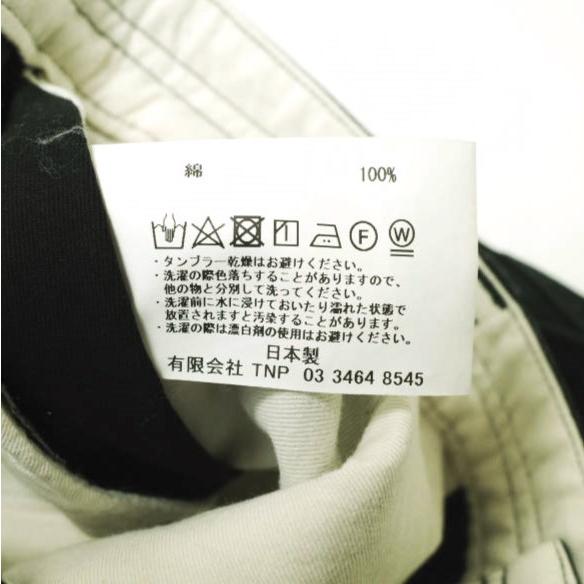 綿 100%
F W
・タンブラー乾燥はお避けください。
・洗濯の際色落ちすることがありますので、
他の物と分別して洗ってください。
・洗濯前に水に浸けておいたり濡れた状態で
放置されますと汚染することがあります。
・洗濯の際は漂白剤の使用はお避けください。
日本製
有限会社 TNP 03 3464 8545